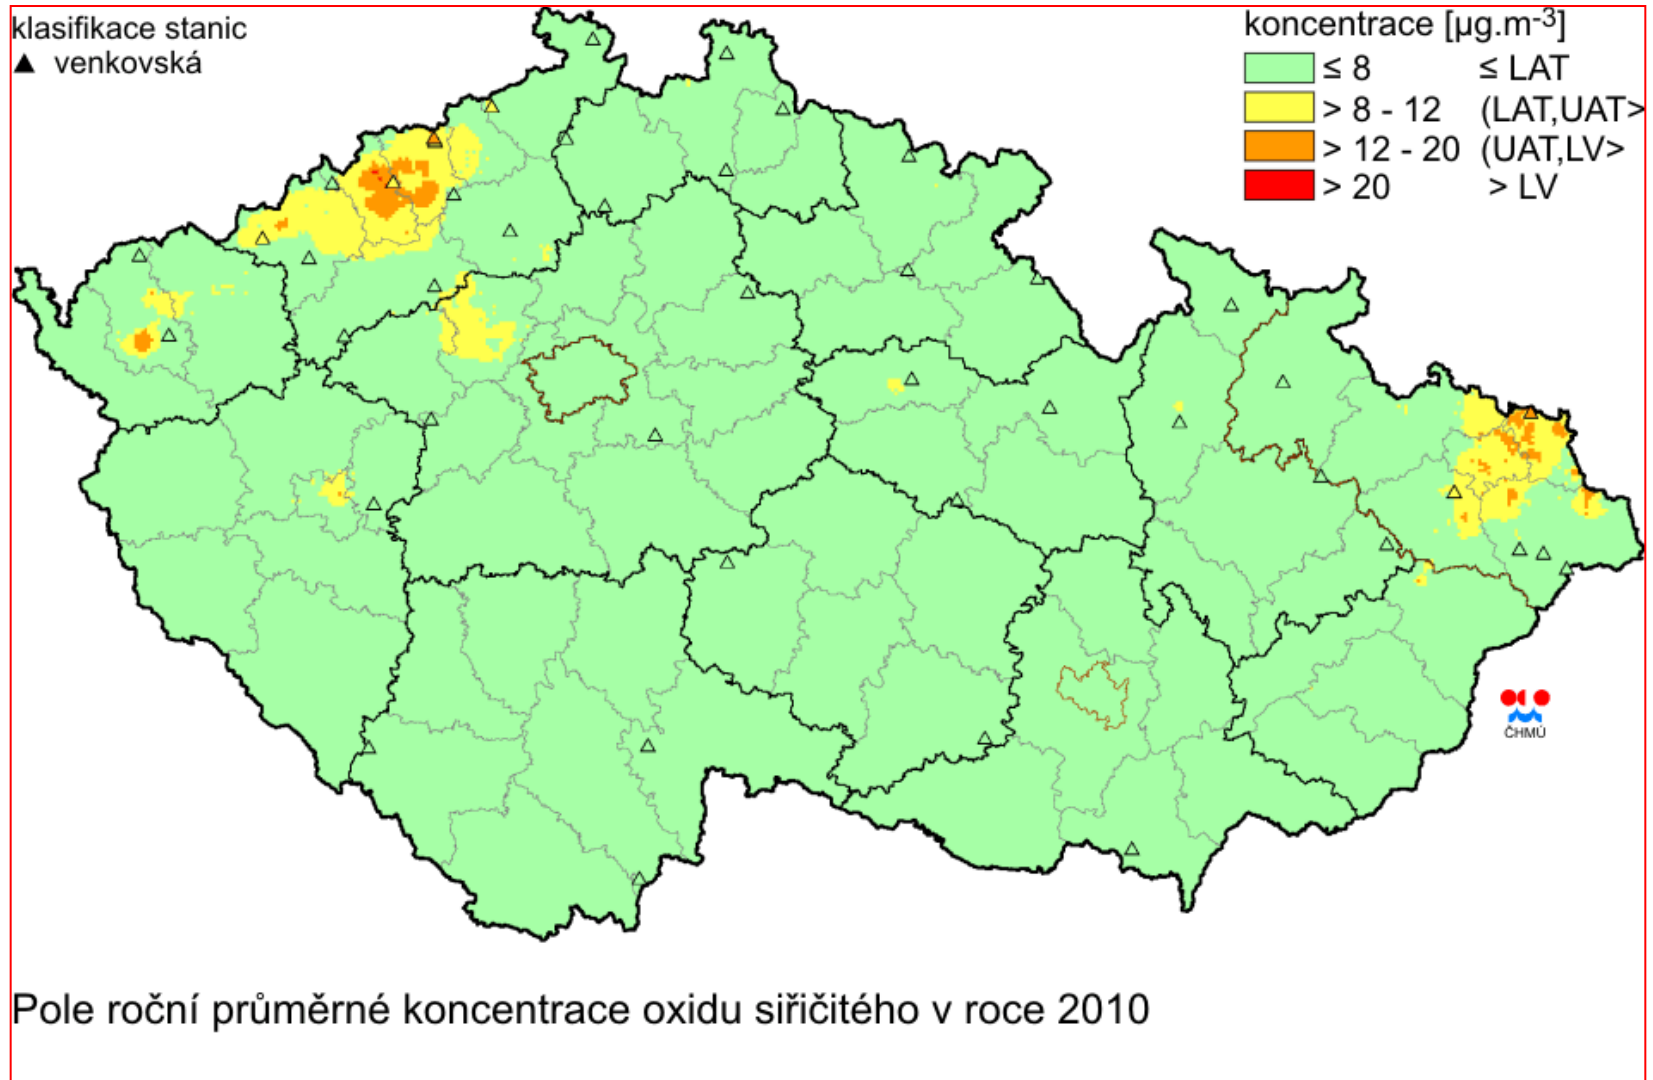 klasifikace stanic
▲ venkovská
koncentrace [µg.m-3]
≤ 8 ≤ LAT
> 8 - 12 (LAT,UAT>
> 12 - 20 (UAT,LV>
> 20 > LV
ČHMÚ
Pole roční průměrné koncentrace oxidu siřičitého v roce 2010